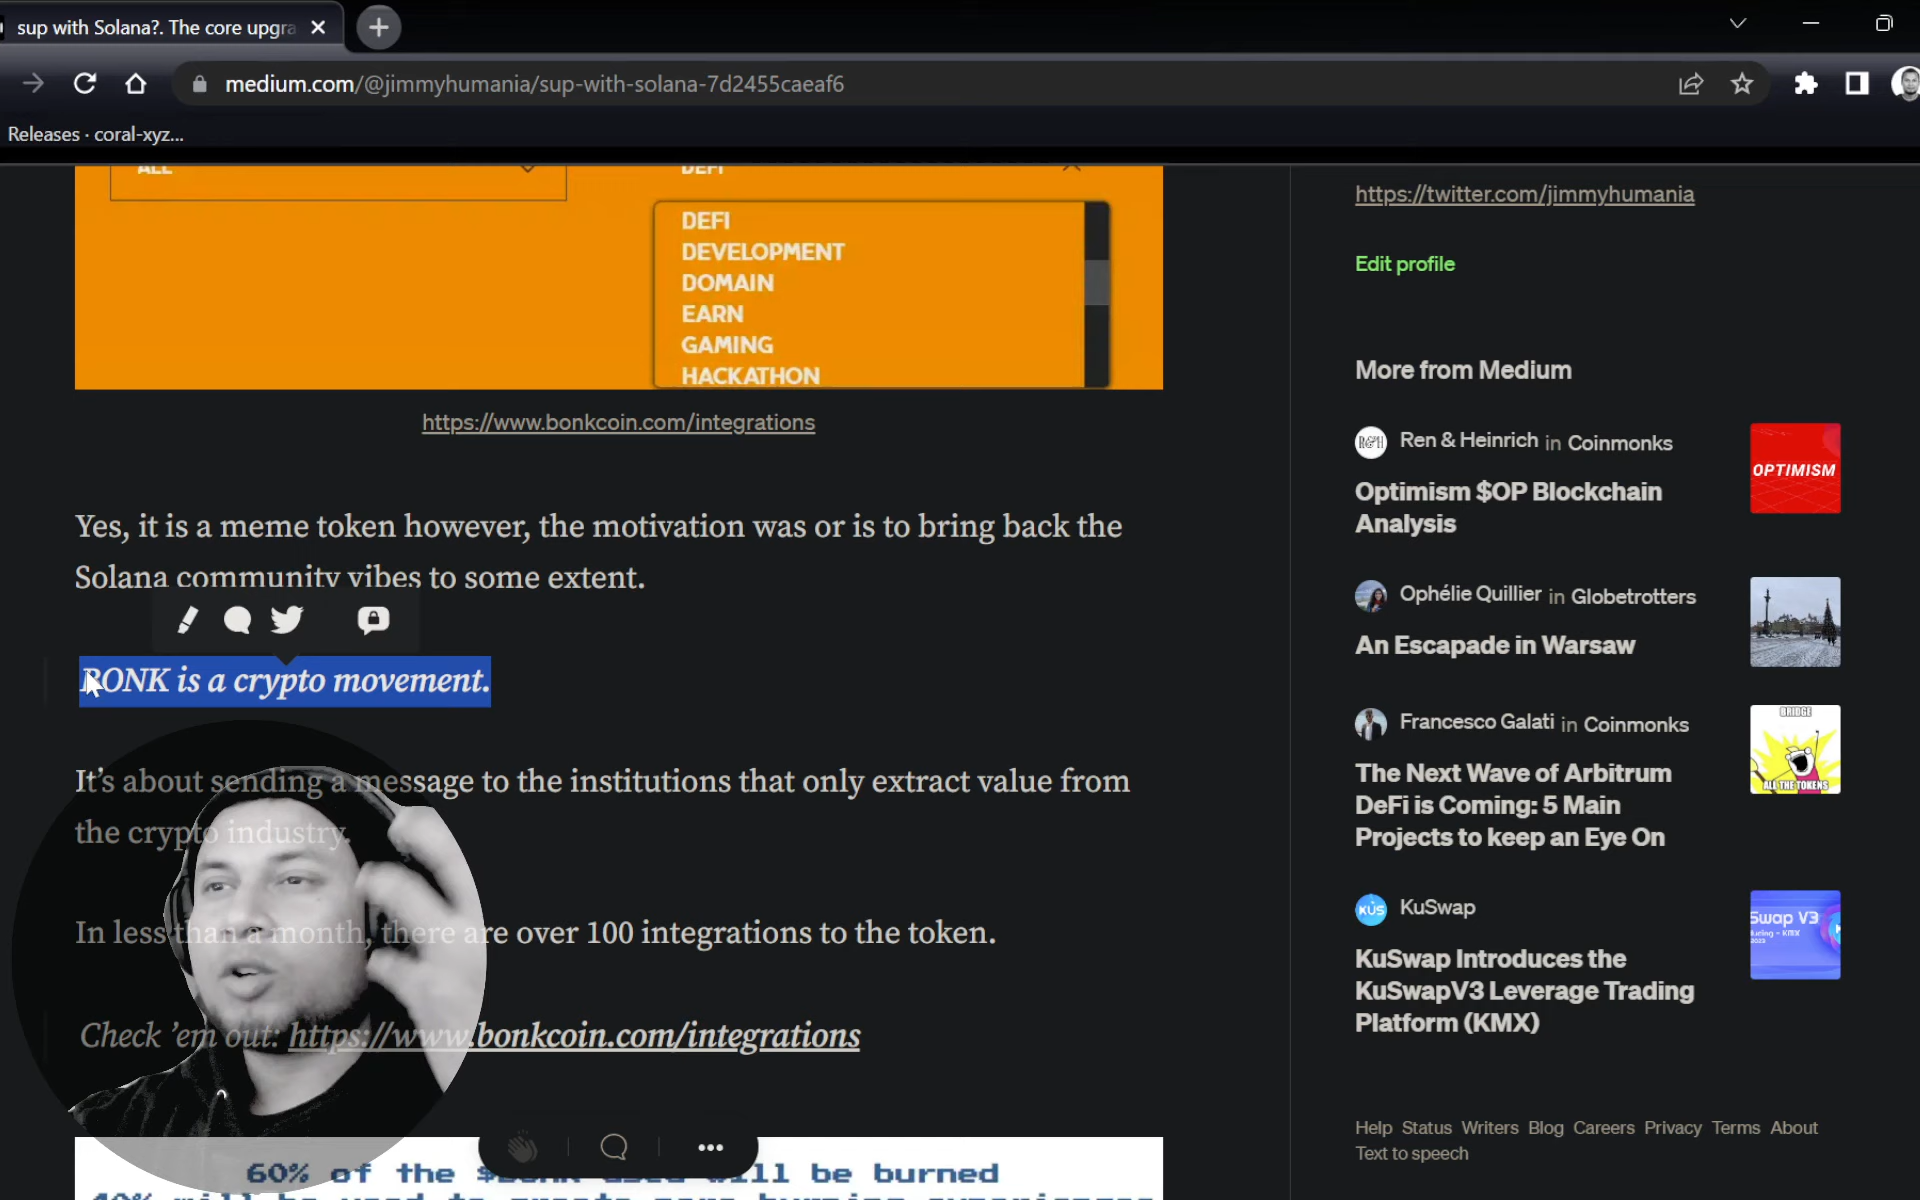 sup with Solana?. The core upgra
medium.com/@jimmyhumania/sup-with-solana-7d2455caeaf6
Releases · coral-xyz...
ALL
DEFI
DEFI
DEVELOPMENT
DOMAIN
EARN
GAMING
HACKATHON
https://www.bonkcoin.com/integrations
Yes, it is a meme token however, the motivation was or is to bring back the
Solana community vibes to some extent.
BONK is a crypto movement.
It's about sending a message to the institutions that only extract value from
the crypto industry.
In less than a month, there are over 100 integrations to the token.
Check 'em out: https://www.bonkcoin.com/integrations
60% of the will be burned
https://twitter.com/jimmyhumania
Edit profile
More from Medium
R&H
Ren & Heinrich in Coinmonks
Optimism $OP Blockchain
Analysis
OPTIMISM
Ophélie Quillier in Globetrotters
An Escapade in Warsaw
Francesco Galati in Coinmonks
The Next Wave of Arbitrum
DeFi is Coming: 5 Main
Projects to keep an Eye On
BRIDGE
ALL THE TOKENS
KUS
KuSwap
KuSwap Introduces the
KuSwapV3 Leverage Trading
Platform (KMX)
Swap V3
Help Status Writers Blog Careers Privacy Terms About
Text to speech